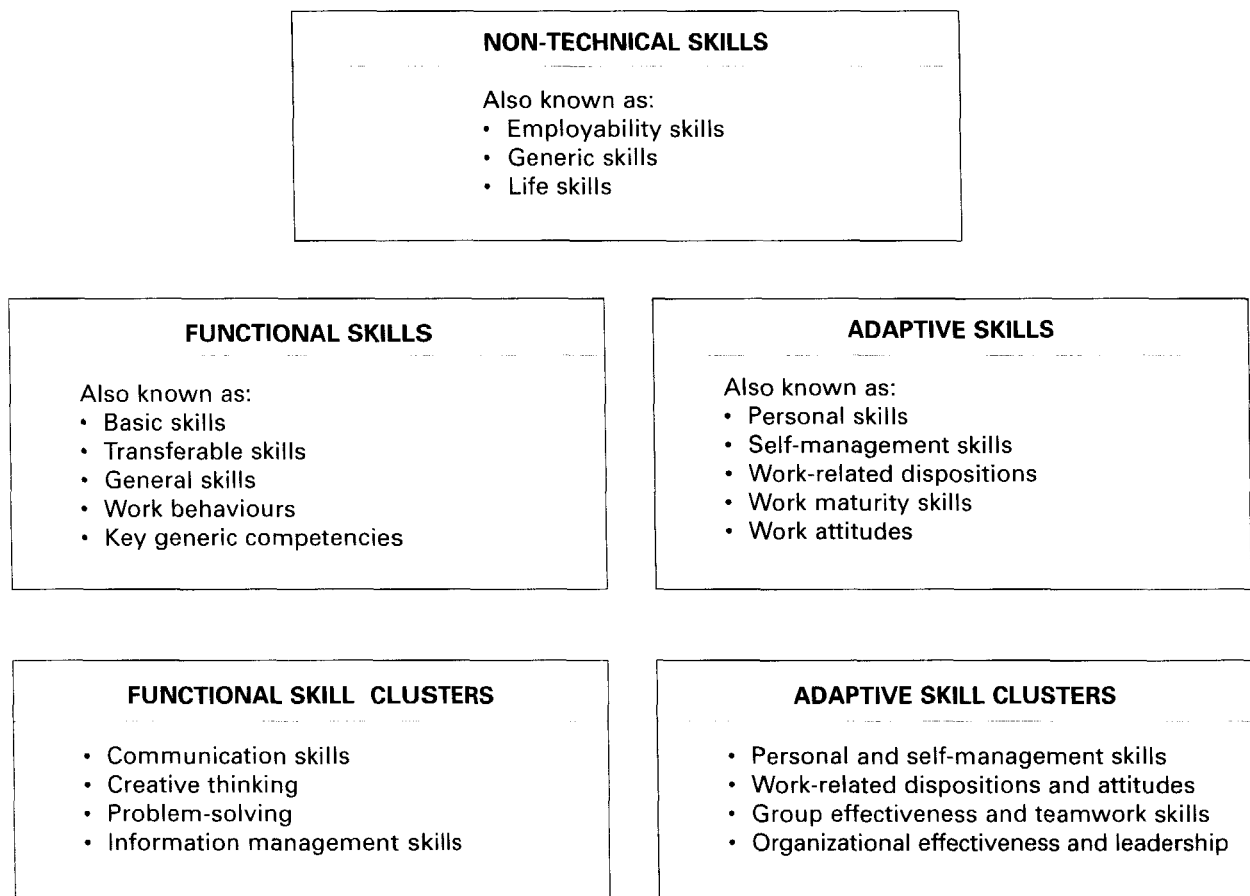 NON-TECHNICAL SKILLS
Also known as:
• Employability skills
• Generic skills
• Life skills
FUNCTIONAL SKILLS
Also known as:
• Basic skills
• Transferable skills
• General skills
• Work behaviours
• Key generic competencies
ADAPTIVE SKILLS
Also known as:
• Personal skills
• Self-management skills
• Work-related dispositions
• Work maturity skills
• Work attitudes
FUNCTIONAL SKILL CLUSTERS
• Communication skills
• Creative thinking
• Problem-solving
• Information management skills
ADAPTIVE SKILL CLUSTERS
• Personal and self-management skills
• Work-related dispositions and attitudes
• Group effectiveness and teamwork skills
• Organizational effectiveness and leadership